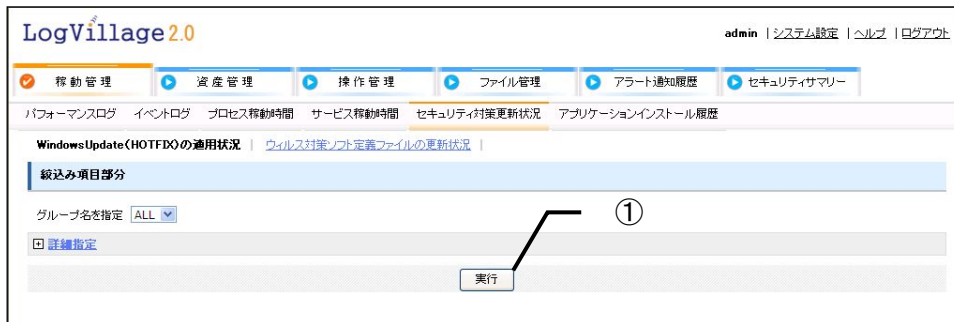 LogVillage 2.0
admin | システム設定 | ヘルプ | ログアウト
稼動管理 資産管理 操作管理 ファイル管理 アラート通知履歴 セキュリティサマリー
パフォーマンスログ イベントログ プロセス稼動時間 サービス稼動時間 セキュリティ対策更新状況 アプリケーションインストール履歴
WindowsUpdate(HOTFIX)の適用状況 | ウィルス対策ソフト定義ファイルの更新状況 |
絞込み項目部分
グループ名を指定 ALL
①
詳細指定
実行